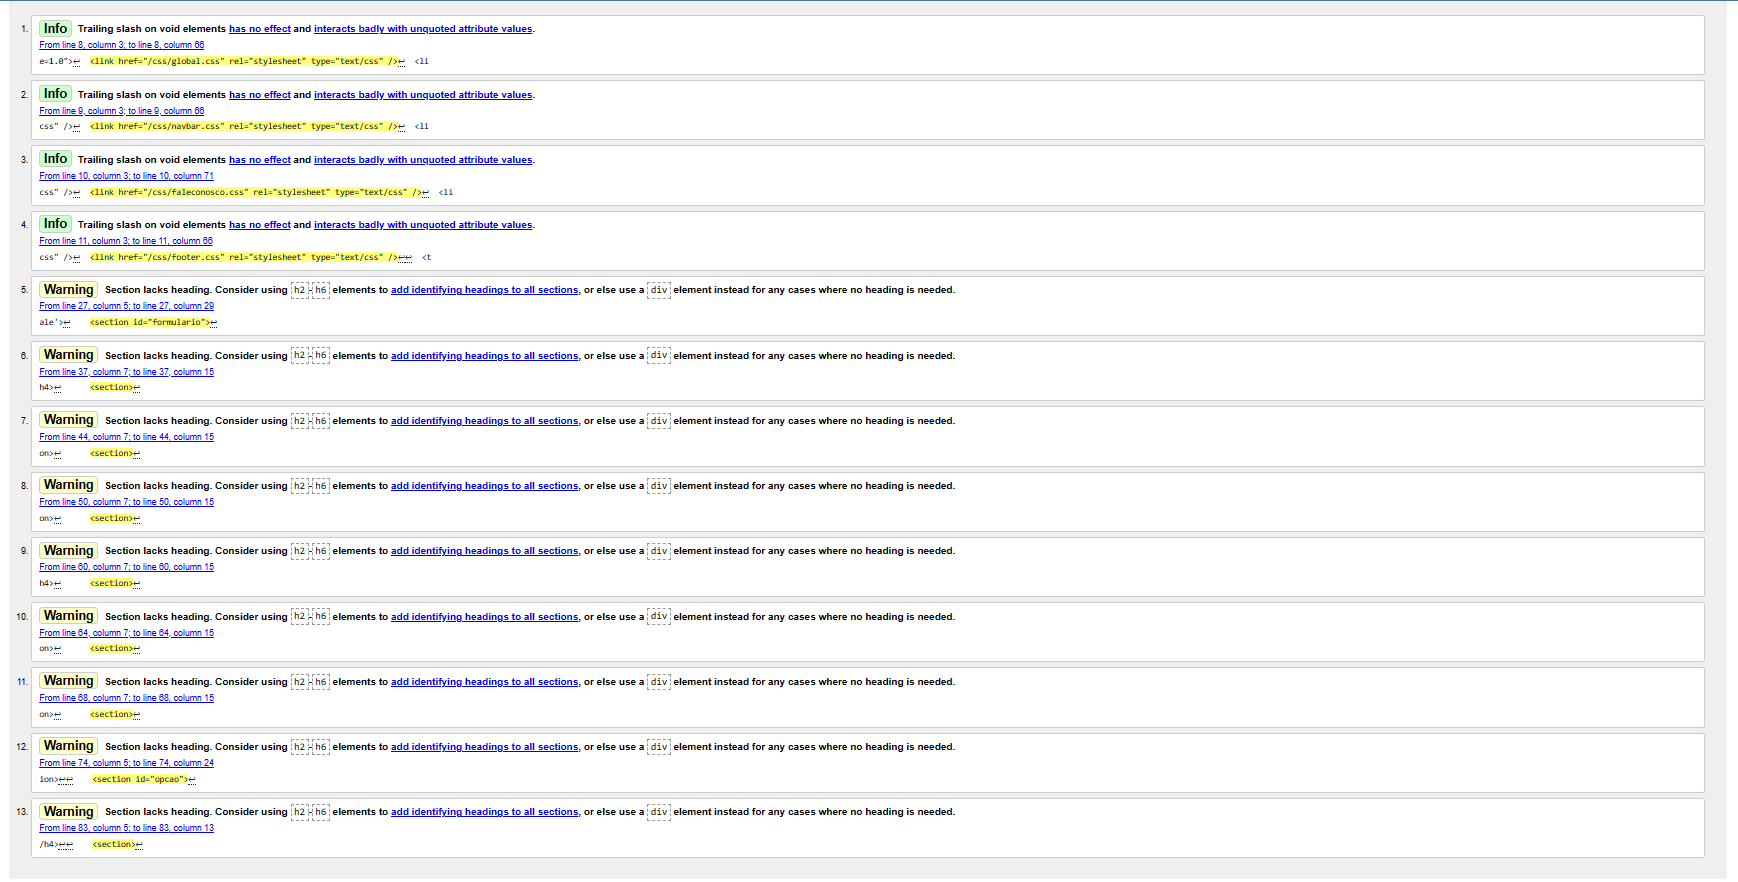 1. Info Trailing slash on void elements has no effect and interacts badly with unquoted attribute values.
From line 8, column 3; to line 8, column 66
e=1.0">↩ <link href="/css/global.css" rel="stylesheet" type="text/css" />↩ <li
2. Info Trailing slash on void elements has no effect and interacts badly with unquoted attribute values.
From line 9, column 3; to line 9, column 66
css" />↩ <link href="/css/navbar.css" rel="stylesheet" type="text/css" />↩ <li
3. Info Trailing slash on void elements has no effect and interacts badly with unquoted attribute values.
From line 10, column 3; to line 10, column 71
css" />↩ <link href="/css/faleconosco.css" rel="stylesheet" type="text/css" />↩ <li
4. Info Trailing slash on void elements has no effect and interacts badly with unquoted attribute values.
From line 11, column 3; to line 11, column 66
css" />↩ <link href="/css/footer.css" rel="stylesheet" type="text/css" />↩↩ <t
5. Warning Section lacks heading. Consider using h2-h6 elements to add identifying headings to all sections, or else use a div element instead for any cases where no heading is needed.
From line 27, column 5; to line 27, column 29
ale'>↩ <section id="formulario">↩
6. Warning Section lacks heading. Consider using h2-h6 elements to add identifying headings to all sections, or else use a div element instead for any cases where no heading is needed.
From line 37, column 7; to line 37, column 15
h4>↩ <section>↩
7. Warning Section lacks heading. Consider using h2-h6 elements to add identifying headings to all sections, or else use a div element instead for any cases where no heading is needed.
From line 44, column 7; to line 44, column 15
on>↩ <section>↩
8. Warning Section lacks heading. Consider using h2-h6 elements to add identifying headings to all sections, or else use a div element instead for any cases where no heading is needed.
From line 50, column 7; to line 50, column 15
on>↩ <section>↩
9. Warning Section lacks heading. Consider using h2-h6 elements to add identifying headings to all sections, or else use a div element instead for any cases where no heading is needed.
From line 60, column 7; to line 60, column 15
h4>↩ <section>↩
10. Warning Section lacks heading. Consider using h2-h6 elements to add identifying headings to all sections, or else use a div element instead for any cases where no heading is needed.
From line 64, column 7; to line 64, column 15
on>↩ <section>↩
11. Warning Section lacks heading. Consider using h2-h6 elements to add identifying headings to all sections, or else use a div element instead for any cases where no heading is needed.
From line 68, column 7; to line 68, column 15
on>↩ <section>↩
12. Warning Section lacks heading. Consider using h2-h6 elements to add identifying headings to all sections, or else use a div element instead for any cases where no heading is needed.
From line 74, column 5; to line 74, column 24
ion>↩↩ <section id="opcao">↩
13. Warning Section lacks heading. Consider using h2-h6 elements to add identifying headings to all sections, or else use a div element instead for any cases where no heading is needed.
From line 83, column 5; to line 83, column 13
/h4>↩↩ <section>↩